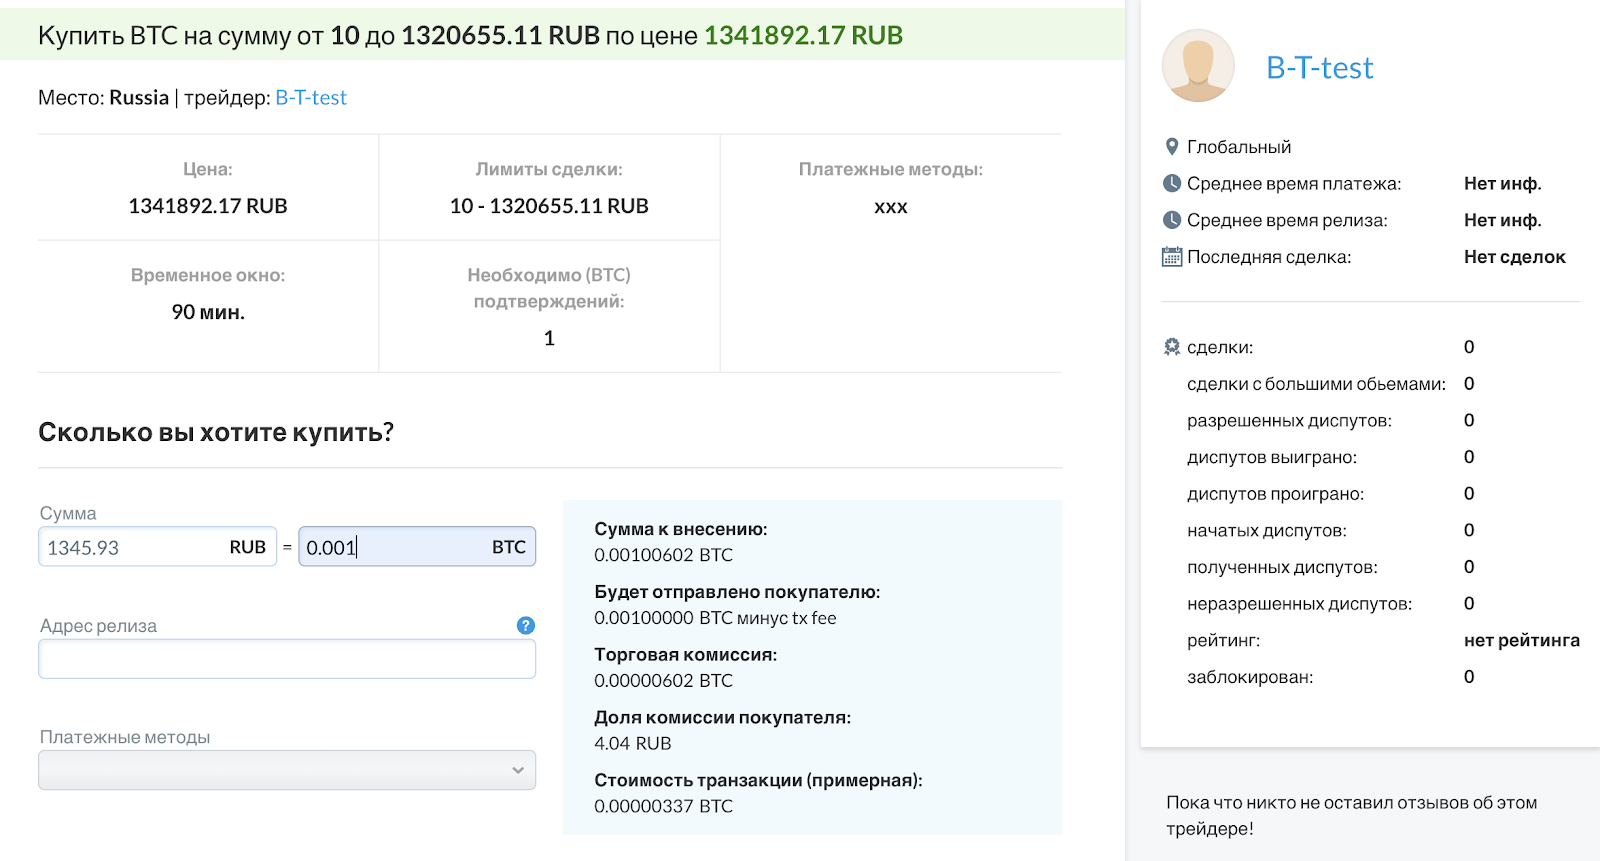 Купить BTC на сумму от 10 до 1320655.11 RUB по цене 1341892.17 RUB
Место: Russia | трейдер: B-T-test
Цена:
1341892.17 RUB
Лимиты сделки:
10 - 1320655.11 RUB
Платежные методы:
xxx
Временное окно:
90 мин.
Необходимо (BTC)
подтверждений:
1
Сколько вы хотите купить?
Сумма
1345.93 RUB = 0.001 BTC
Адрес релиза
?
Платежные методы
Сумма к внесению:
0.00100602 BTC
Будет отправлено покупателю:
0.00100000 BTC минус tx fee
Торговая комиссия:
0.00000602 BTC
Доля комиссии покупателя:
4.04 RUB
Стоимость транзакции (примерная):
0.00000337 BTC
B-T-test
Глобальный
Среднее время платежа: Нет инф.
Среднее время релиза: Нет инф.
Последняя сделка: Нет сделок
сделки: 0
сделки с большими обьемами: 0
разрешенных диспутов: 0
диспутов выиграно: 0
диспутов проиграно: 0
начатых диспутов: 0
полученных диспутов: 0
неразрешенных диспутов: 0
рейтинг: нет рейтинга
заблокирован: 0
Пока что никто не оставил отзывов об этом
трейдере!